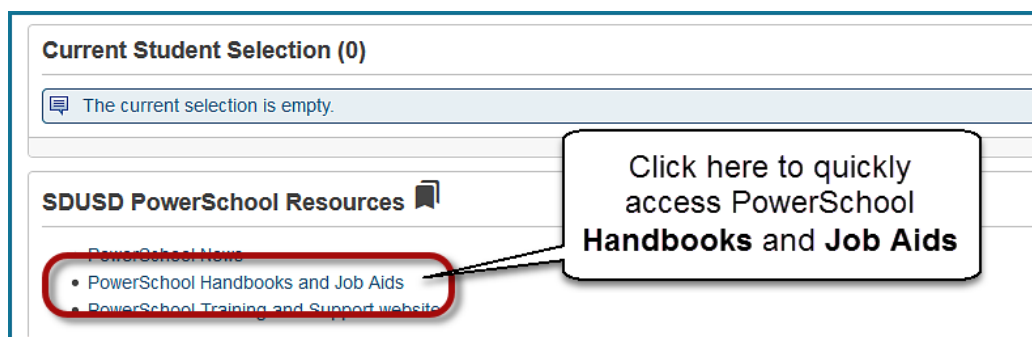 Current Student Selection (0)
The current selection is empty.
Click here to quickly
access PowerSchool
Handbooks and Job Aids
SDUSD PowerSchool Resources
PowerSchool News
• PowerSchool Handbooks and Job Aids
• PowerSchool Training and Support website